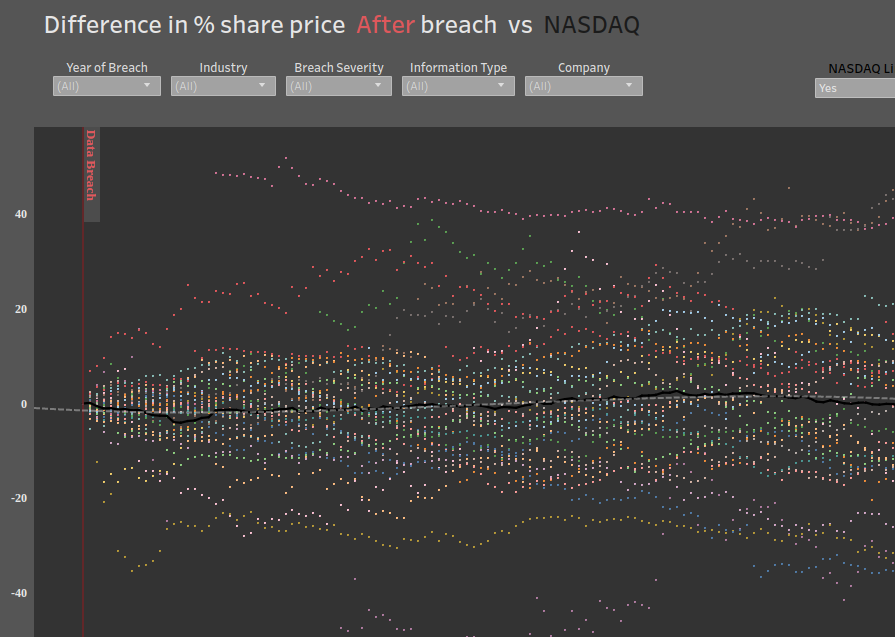 Difference in % share price After breach vs NASDAQ
Year of Breach Industry Breach Severity Information Type Company NASDAQ Li
(All) (All) (All) (All) (All) Yes
Data Breach
40
20
0
-20
-40